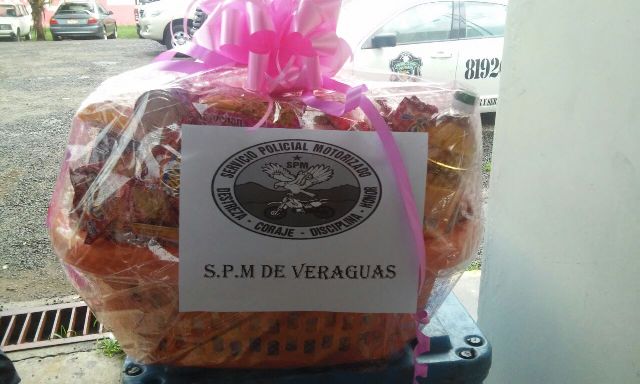 8192
SERVICIO POLICIAL MOTORIZADO
SPM
DESTREZA - CORAJE - DISCIPLINA - HONOR
S.P.M DE VERAGUAS